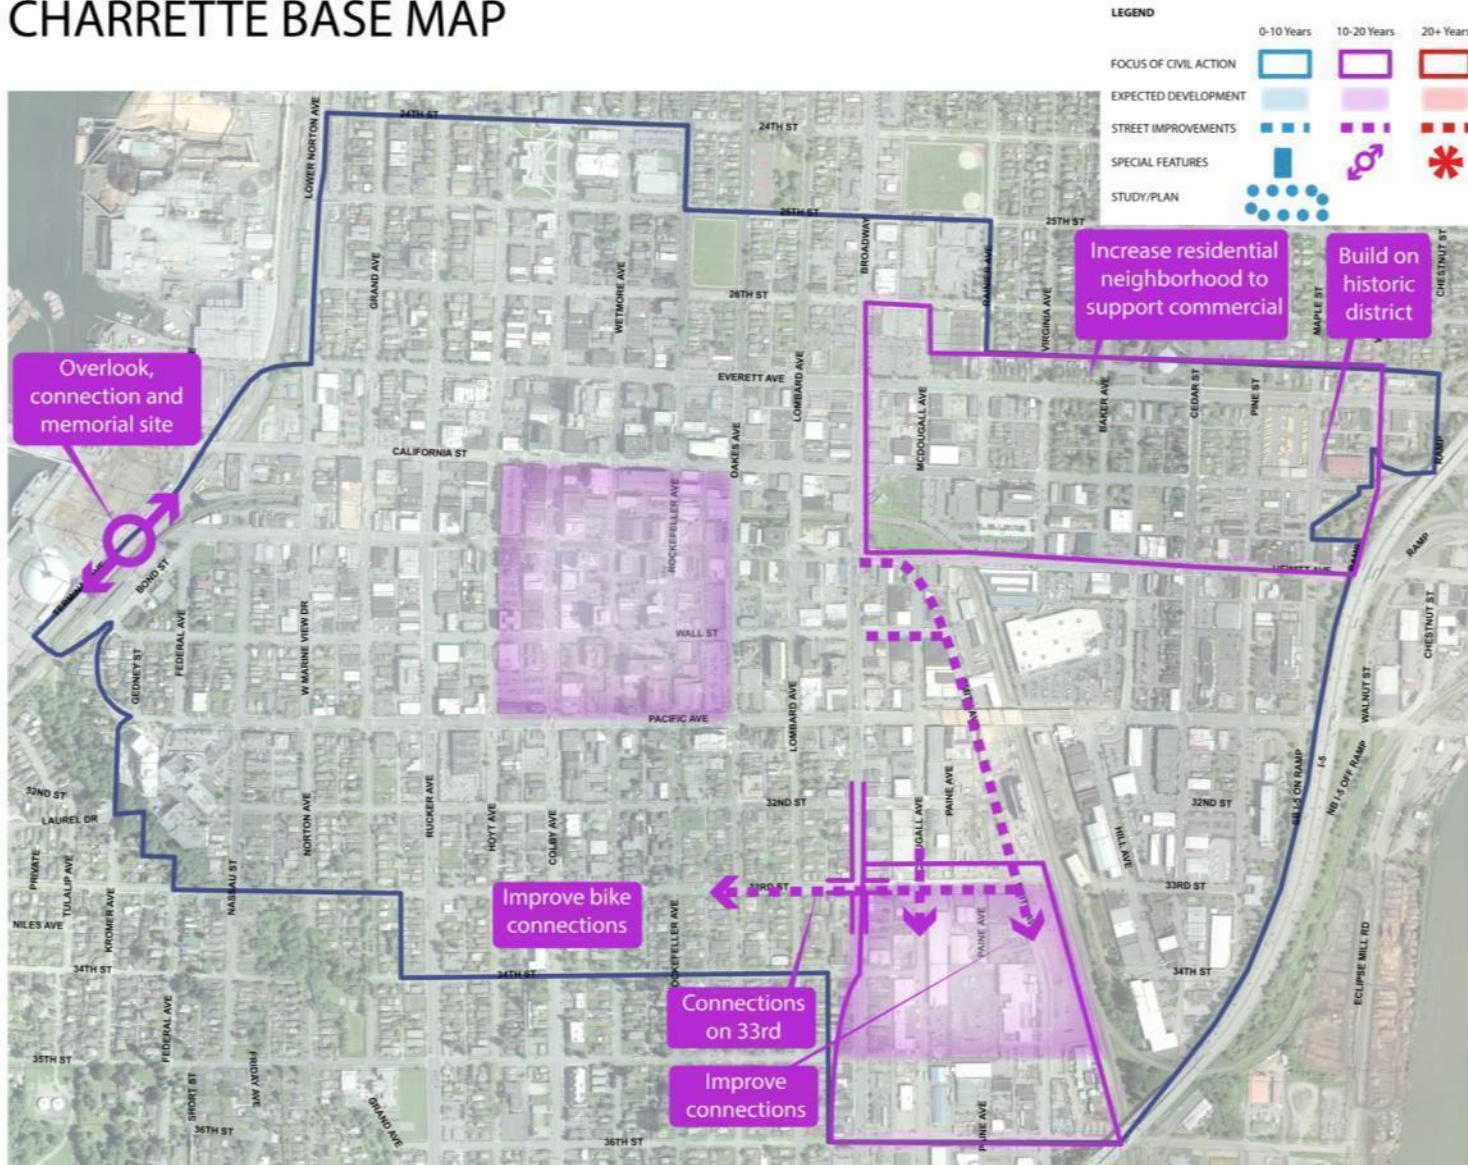 CHARRETTE BASE MAP
LEGEND
0-10 Years
10-20 Years
20+ Years
FOCUS OF CIVIL ACTION
EXPECTED DEVELOPMENT
STREET IMPROVEMENTS
SPECIAL FEATURES
STUDY/PLAN
24TH ST
24TH ST
LOWER NORTON AVE
25TH ST
25TH ST
GRAND AVE
WETMORE AVE
BROADWAY
RAINIER AVE
26TH ST
VIRGINIA AVE
MAPLE ST
CHESTNUT ST
Increase residential
neighborhood to
support commercial
Build on
historic
district
Overlook,
connection and
memorial site
EVERETT AVE
LOMBARD AVE
MCDOUGALL AVE
BAKER AVE
CEDAR ST
PINE ST
CALIFORNIA ST
OAKES AVE
RAMP
ROCKEFELLER AVE
RAMP
RAMP
HEWITT AVE
BOND ST
FEDERAL AVE
W MARINE VIEW DR
GEDNEY ST
WALL ST
CHESTNUT ST
PACIFIC AVE
LOMBARD AVE
WALNUT ST
32ND ST
LAUREL DR
NORTON AVE
RUCKER AVE
HOYT AVE
COLBY AVE
32ND ST
PAINE AVE
HILL AVE
32ND ST
I-5
NB I-5 OFF RAMP
PRIVATE
TULALIP AVE
KROMER AVE
NASSAU ST
NILES AVE
33RD ST
Improve bike
connections
PAINE AVE
34TH ST
34TH ST
34TH ST
ECLIPSE MILL RD
Connections
on 33rd
Improve
connections
FEDERAL AVE
35TH ST
SHORT ST
FRIDAY AVE
GRAND AVE
36TH ST
36TH ST